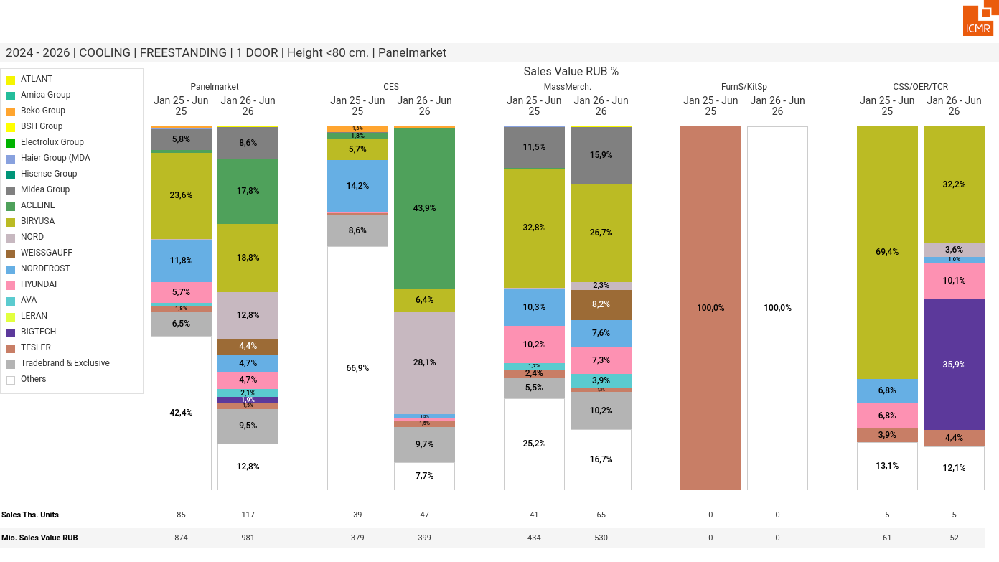 ICMR
2024 - 2026 | COOLING | FREESTANDING | 1 DOOR | Height <80 cm. | Panelmarket
Sales Value RUB %
ATLANT
Amica Group
Beko Group
BSH Group
Electrolux Group
Haier Group (MDA
Hisense Group
Midea Group
ACELINE
BIRYUSA
NORD
WEISSGAUFF
NORDFROST
HYUNDAI
AVA
LERAN
BIGTECH
TESLER
Tradebrand & Exclusive
Others
Panelmarket
Jan 25 - Jun
25
5,8%
23,6%
11,8%
5,7%
1,8%
6,5%
42,4%
Jan 26 - Jun
26
8,6%
17,8%
18,8%
12,8%
4,4%
4,7%
4,7%
2,1%
1,9%
1,5%
9,5%
12,8%
CES
Jan 25 - Jun
25
1,6%
1,8%
5,7%
14,2%
8,6%
66,9%
Jan 26 - Jun
26
43,9%
6,4%
28,1%
1,3%
1,5%
9,7%
7,7%
MassMerch.
Jan 25 - Jun
25
11,5%
32,8%
10,3%
10,2%
1,7%
2,4%
5,5%
25,2%
Jan 26 - Jun
26
15,9%
26,7%
2,3%
8,2%
7,6%
7,3%
3,9%
1,2%
10,2%
16,7%
FurnS/KitSp
Jan 25 - Jun
25
100,0%
Jan 26 - Jun
26
100,0%
CSS/OER/TCR
Jan 25 - Jun
25
69,4%
6,8%
6,8%
3,9%
13,1%
Jan 26 - Jun
26
32,2%
3,6%
1,6%
10,1%
35,9%
4,4%
12,1%
Sales Ths. Units 85 117 39 47 41 65 0 0 5 5
Mio. Sales Value RUB 874 981 379 399 434 530 0 0 61 52